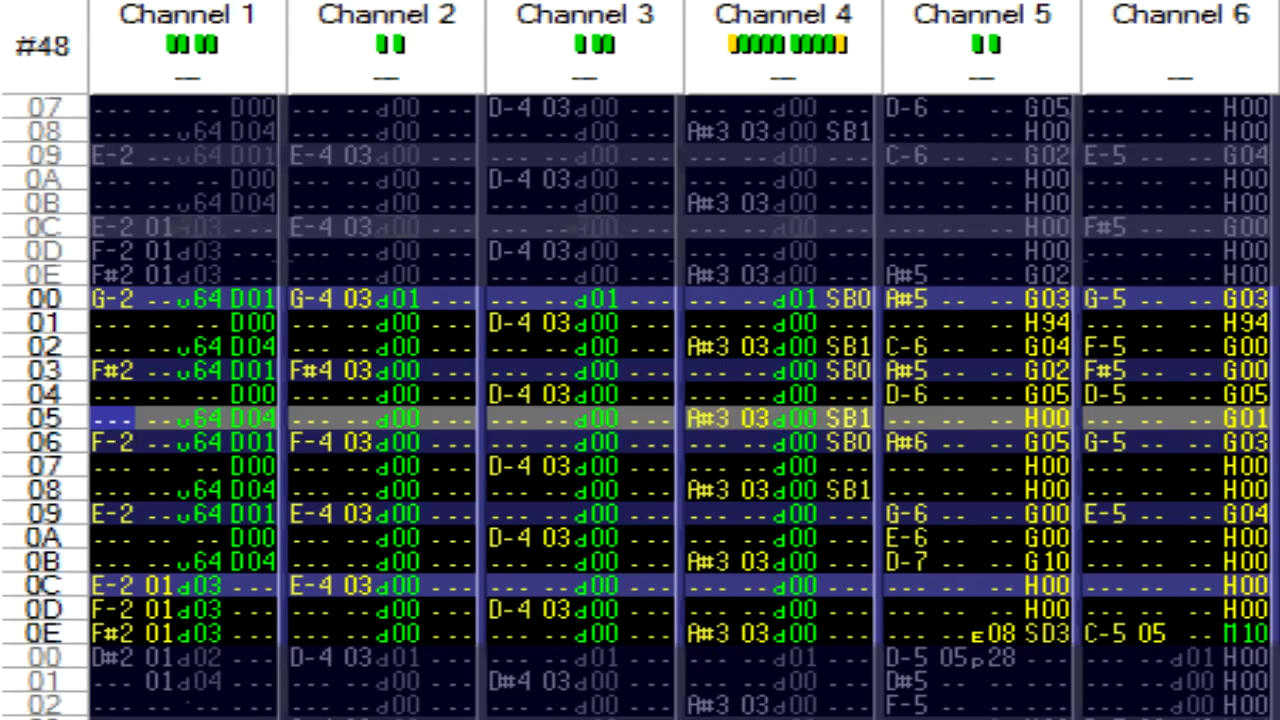 Channel 1 Channel 2 Channel 3 Channel 4 Channel 5 Channel 6
#48
-- -- -- -- -- --
07 --- -- -- D00 --- -- d00 --- D-4 03 d00 --- --- -- d00 --- D-6 -- -- G05 --- -- -- H00
08 --- -- v64 D04 --- -- d00 --- --- -- d00 --- A#3 03 d00 SB1 --- -- -- H00 --- -- -- H00
09 E-2 -- v64 D01 E-4 03 d00 --- --- -- d00 --- --- -- d00 --- C-6 -- -- G02 E-5 -- -- G04
0A --- -- -- D00 --- -- d00 --- D-4 03 d00 --- --- -- d00 --- --- -- -- H00 --- -- -- H00
0B --- -- v64 D04 --- -- d00 --- --- -- d00 --- A#3 03 d00 --- --- -- -- H00 --- -- -- H00
0C E-2 01 d03 --- E-4 03 d00 --- --- -- d00 --- --- -- d00 --- --- -- -- H00 F#5 -- -- G00
0D F-2 01 d03 --- --- -- d00 --- D-4 03 d00 --- --- -- d00 --- --- -- -- H00 --- -- -- H00
0E F#2 01 d03 --- --- -- d00 --- --- -- d00 --- A#3 03 d00 --- A#5 -- -- G02 --- -- -- H00
00 G-2 -- v64 D01 G-4 03 d01 --- --- -- d01 --- --- -- d01 SB0 A#5 -- -- G03 G-5 -- -- G03
01 --- -- -- D00 --- -- d00 --- D-4 03 d00 --- --- -- d00 --- --- -- -- H94 --- -- -- H94
02 --- -- v64 D04 --- -- d00 --- --- -- d00 --- A#3 03 d00 SB1 C-6 -- -- G04 F-5 -- -- G00
03 F#2 -- v64 D01 F#4 03 d00 --- --- -- d00 --- --- -- d00 SB0 A#5 -- -- G02 F#5 -- -- G00
04 --- -- -- D00 --- -- d00 --- D-4 03 d00 --- --- -- d00 --- D-6 -- -- G05 D-5 -- -- G05
05 --- -- v64 D04 --- -- d00 --- --- -- d00 --- A#3 03 d00 SB1 --- -- -- H00 --- -- -- G01
06 F-2 -- v64 D01 F-4 03 d00 --- --- -- d00 --- --- -- d00 SB0 A#6 -- -- G05 G-5 -- -- G03
07 --- -- -- D00 --- -- d00 --- D-4 03 d00 --- --- -- d00 --- --- -- -- H00 --- -- -- H00
08 --- -- v64 D04 --- -- d00 --- --- -- d00 --- A#3 03 d00 SB1 --- -- -- H00 --- -- -- H00
09 E-2 -- v64 D01 E-4 03 d00 --- --- -- d00 --- --- -- d00 --- G-6 -- -- G00 E-5 -- -- G04
0A --- -- -- D00 --- -- d00 --- D-4 03 d00 --- --- -- d00 --- E-6 -- -- G00 --- -- -- H00
0B --- -- v64 D04 --- -- d00 --- --- -- d00 --- A#3 03 d00 --- D-7 -- -- G10 --- -- -- H00
0C E-2 01 d03 --- E-4 03 d00 --- --- -- d00 --- --- -- d00 --- --- -- -- H00 --- -- -- H00
0D F-2 01 d03 --- --- -- d00 --- D-4 03 d00 --- --- -- d00 --- --- -- -- H00 --- -- -- H00
0E F#2 01 d03 --- --- -- d00 --- --- -- d00 --- A#3 03 d00 --- --- -- E08 SD3 C-5 05 -- M10
00 D#2 01 d02 --- D-4 03 d01 --- --- -- d01 --- --- -- d01 --- D-5 05 p28 --- --- -- d01 H00
01 --- 01 d04 --- --- -- d00 --- D#4 03 d00 --- --- -- d00 --- D#5 -- -- --- --- -- d00 H00
02 --- -- -- --- --- -- d00 --- --- -- d00 --- A#3 03 d00 --- F-5 -- -- --- --- -- d00 H00